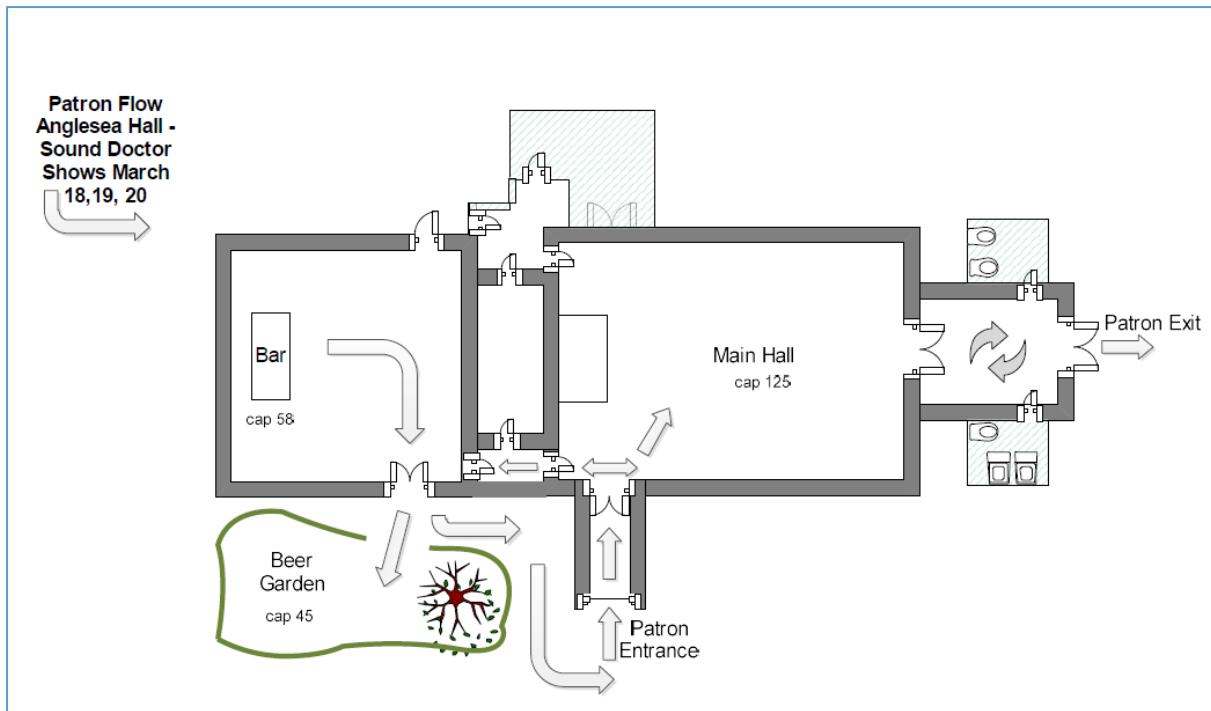 Patron Flow
Anglesea Hall -
Sound Doctor
Shows March
18,19, 20
Bar
cap 58
Main Hall
cap 125
Patron Exit
Beer
Garden
cap 45
Patron
Entrance